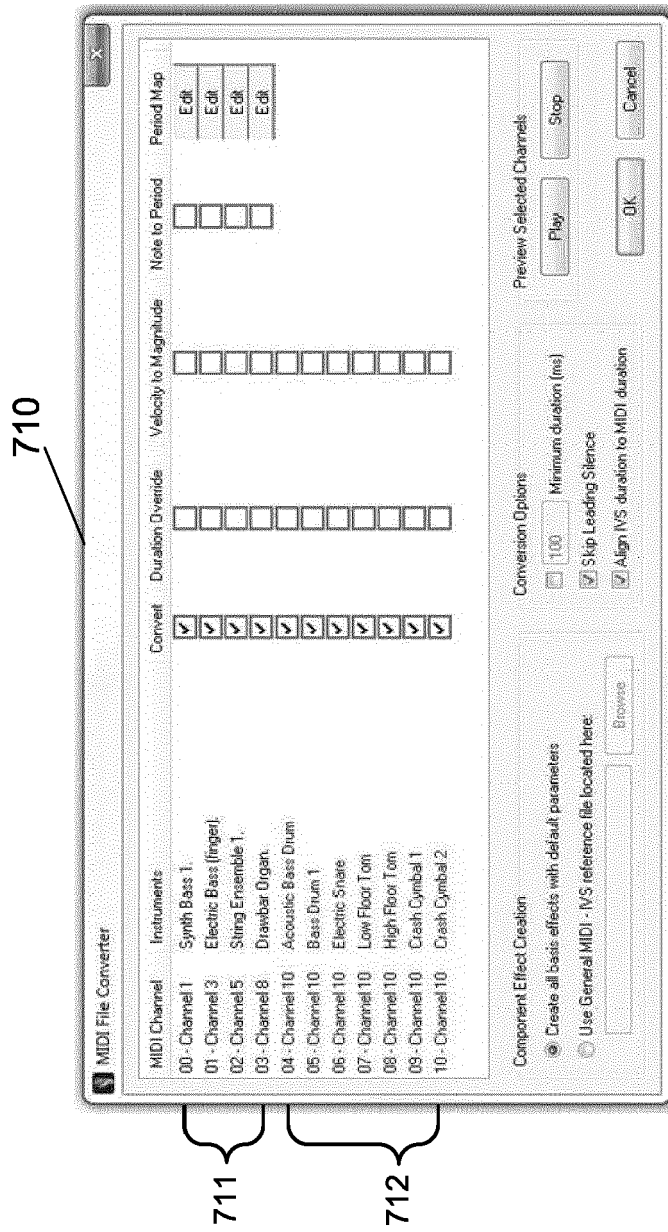 710
MIDI File Converter
x
MIDI Channel Instruments Convert Duration Override Velocity to Magnitude Note to Period Period Map
00 - Channel 1 Synth Bass 1. Edit
01 - Channel 3 Electric Bass (finger). Edit
02 - Channel 5 String Ensemble 1. Edit
03 - Channel 8 Drawbar Organ. Edit
04 - Channel 10 Acoustic Bass Drum
05 - Channel 10 Bass Drum 1
06 - Channel 10 Electric Snare
07 - Channel 10 Low Floor Tom
08 - Channel 10 High Floor Tom
09 - Channel 10 Crash Cymbal 1
10 - Channel 10 Crash Cymbal 2
711
712
Component Effect Creation
Create all basis effects with default parameters
Use General MIDI - IVS reference file located here:
Browse
Conversion Options
100 Minimum duration (ms)
Skip Leading Silence
Align IVS duration to MIDI duration
Preview Selected Channels
Play Stop
OK Cancel